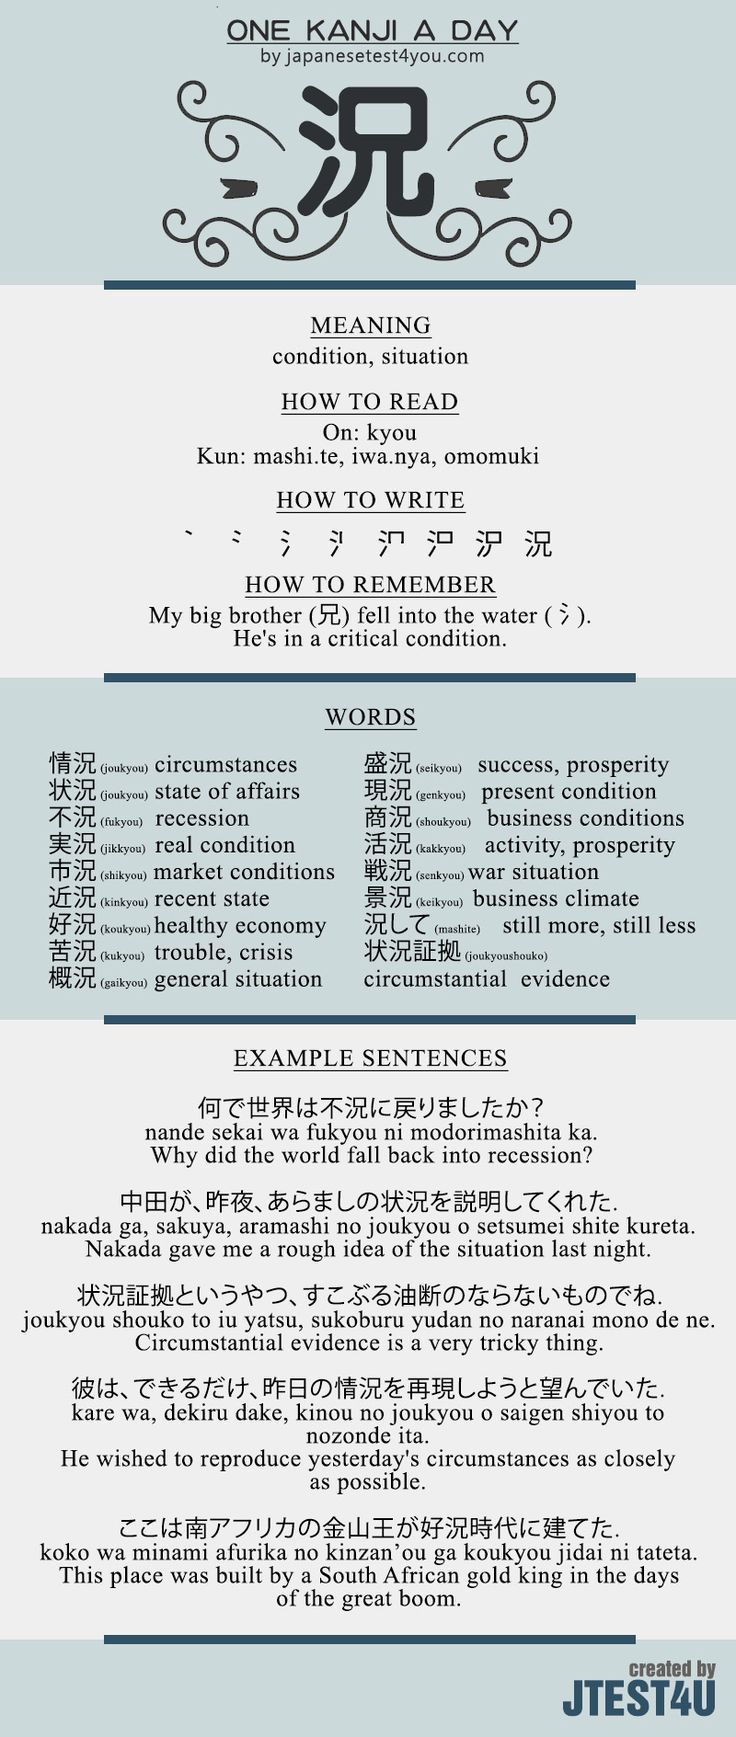 ONE KANJI A DAY
by japanesetest4you.com
況
MEANING
condition, situation
HOW TO READ
On: kyou
Kun: mashi.te, iwa.nya, omomuki
HOW TO WRITE
況
HOW TO REMEMBER
My big brother (兄) fell into the water (氵).
He's in a critical condition.
WORDS
情況 (joukyou) circumstances
状況 (joukyou) state of affairs
不況 (fukyou) recession
実況 (jikkyou) real condition
市況 (shikyou) market conditions
近況 (kinkyou) recent state
好況 (koukyou) healthy economy
苦況 (kukyou) trouble, crisis
概況 (gaikyou) general situation
盛況 (seikyou) success, prosperity
現況 (genkyou) present condition
商況 (shoukyou) business conditions
活況 (kakkyou) activity, prosperity
戦況 (senkyou) war situation
景況 (keikyou) business climate
況して (mashite) still more, still less
状況証拠 (joukyoushouko)
circumstantial evidence
EXAMPLE SENTENCES
何で世界は不況に戻りましたか？
nande sekai wa fukyou ni modorimashita ka.
Why did the world fall back into recession?
中田が、昨夜、あらましの状況を説明してくれた.
nakada ga, sakuya, aramashi no joukyou o setsumei shite kureta.
Nakada gave me a rough idea of the situation last night.
状況証拠というやつ、すこぶる油断のならないものでね.
joukyou shouko to iu yatsu, sukoburu yudan no naranai mono de ne.
Circumstantial evidence is a very tricky thing.
彼は、できるだけ、昨日の情況を再現しようと望んでいた.
kare wa, dekiru dake, kinou no joukyou o saigen shiyou to
nozonde ita.
He wished to reproduce yesterday's circumstances as closely
as possible.
ここは南アフリカの金山王が好況時代に建てた.
koko wa minami afurika no kinzan’ou ga koukyou jidai ni tateta.
This place was built by a South African gold king in the days
of the great boom.
created by
JTEST4U